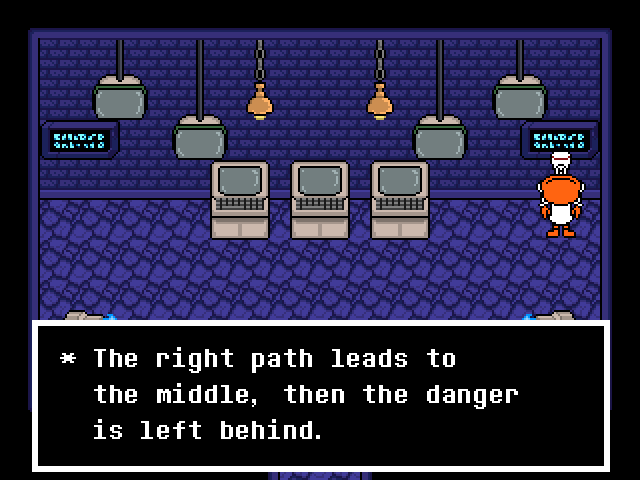 * The right path leads to
the middle, then the danger
is left behind.